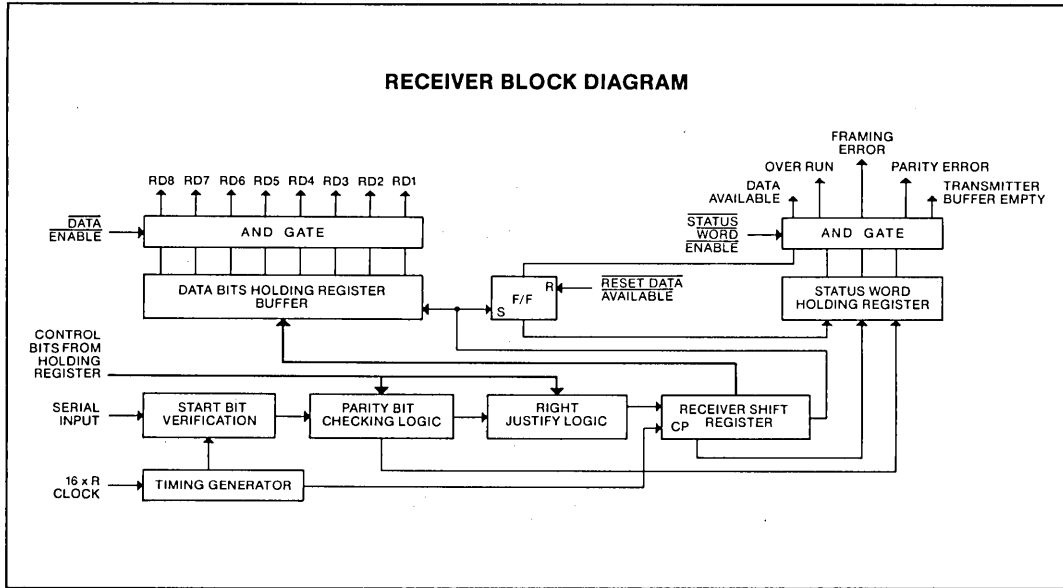 RECEIVER BLOCK DIAGRAM
FRAMING
ERROR
OVER RUN
PARITY ERROR
DATA
AVAILABLE
TRANSMITTER
BUFFER EMPTY
RD8 RD7 RD6 RD5 RD4 RD3 RD2 RD1
DATA
ENABLE
AND GATE
STATUS
WORD
ENABLE
AND GATE
DATA BITS HOLDING REGISTER
BUFFER
R
F/F
S
RESET DATA
AVAILABLE
STATUS WORD
HOLDING REGISTER
CONTROL
BITS FROM
HOLDING
REGISTER
SERIAL
INPUT
START BIT
VERIFICATION
PARITY BIT
CHECKING LOGIC
RIGHT
JUSTIFY LOGIC
RECEIVER SHIFT
REGISTER
CP
16 x R
CLOCK
TIMING GENERATOR